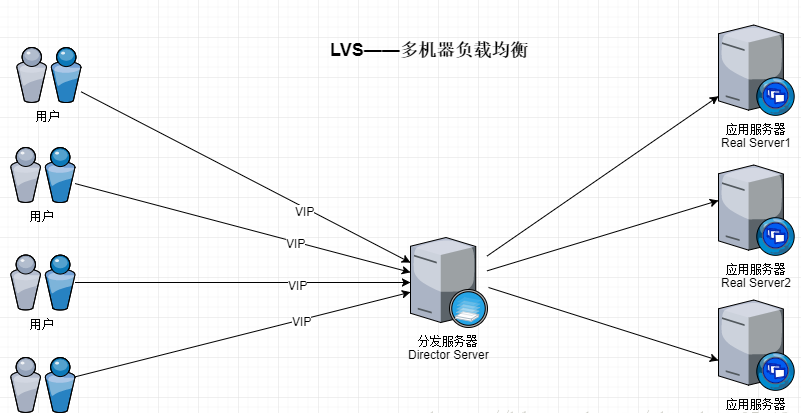 LVS——多机器负载均衡
用户
用户
用户
VIP
VIP
VIP
VIP
分发服务器
Director Server
应用服务器
Real Server1
应用服务器
Real Server2
应用服务器